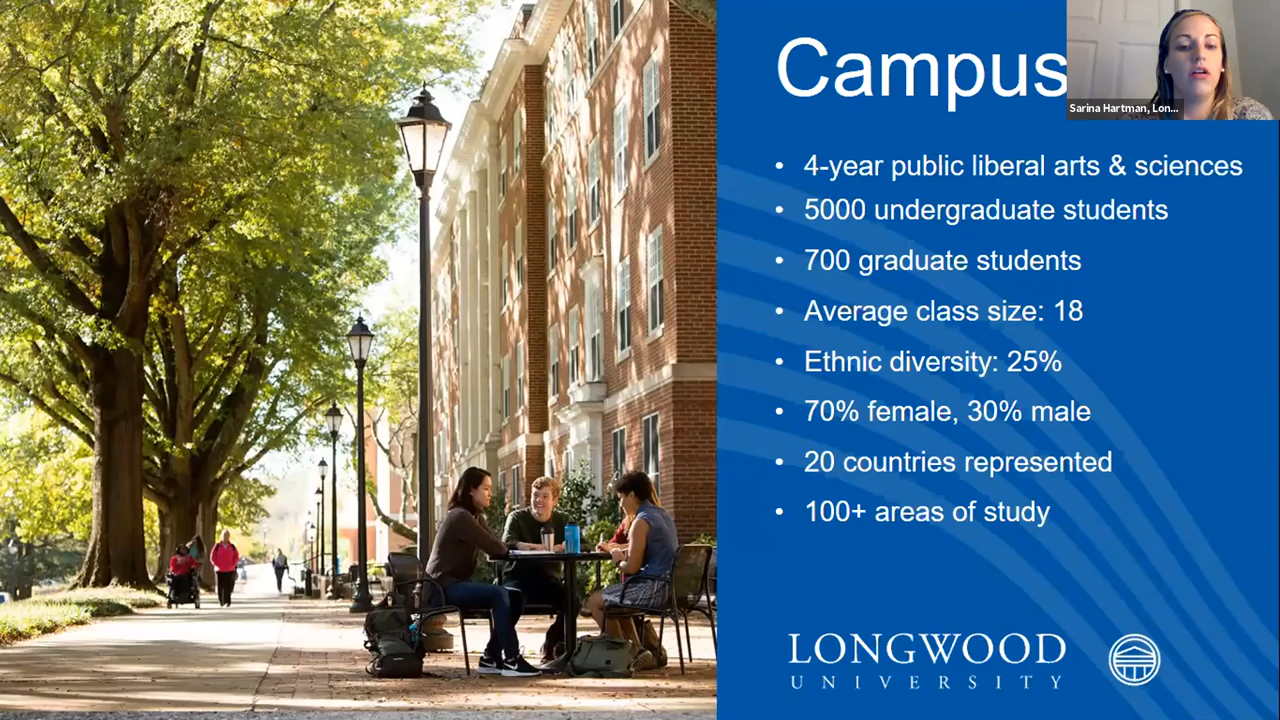 Campus
Sarina Hartman, Lon...
• 4-year public liberal arts & sciences
• 5000 undergraduate students
• 700 graduate students
• Average class size: 18
• Ethnic diversity: 25%
• 70% female, 30% male
• 20 countries represented
• 100+ areas of study
LONGWOOD
UNIVERSITY